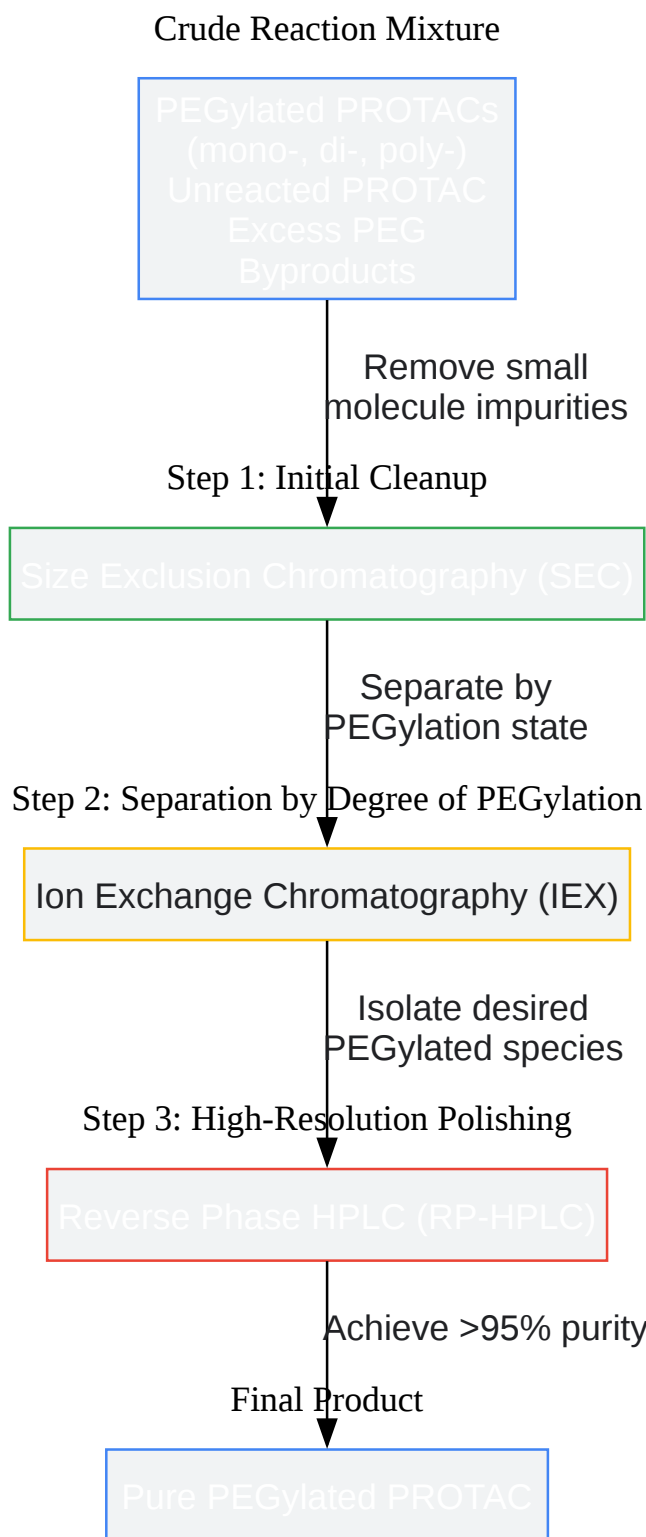 Crude Reaction Mixture
PEGylated PROTACs
(mono-, di-, poly-)
Unreacted PROTAC
Excess PEG
Byproducts
Remove small
molecule impurities
Step 1: Initial Cleanup
Size Exclusion Chromatography (SEC)
Separate by
PEGylation state
Step 2: Separation by Degree of PEGylation
Ion Exchange Chromatography (IEX)
Isolate desired
PEGylated species
Step 3: High-Resolution Polishing
Reverse Phase HPLC (RP-HPLC)
Achieve >95% purity
Final Product
Pure PEGylated PROTAC